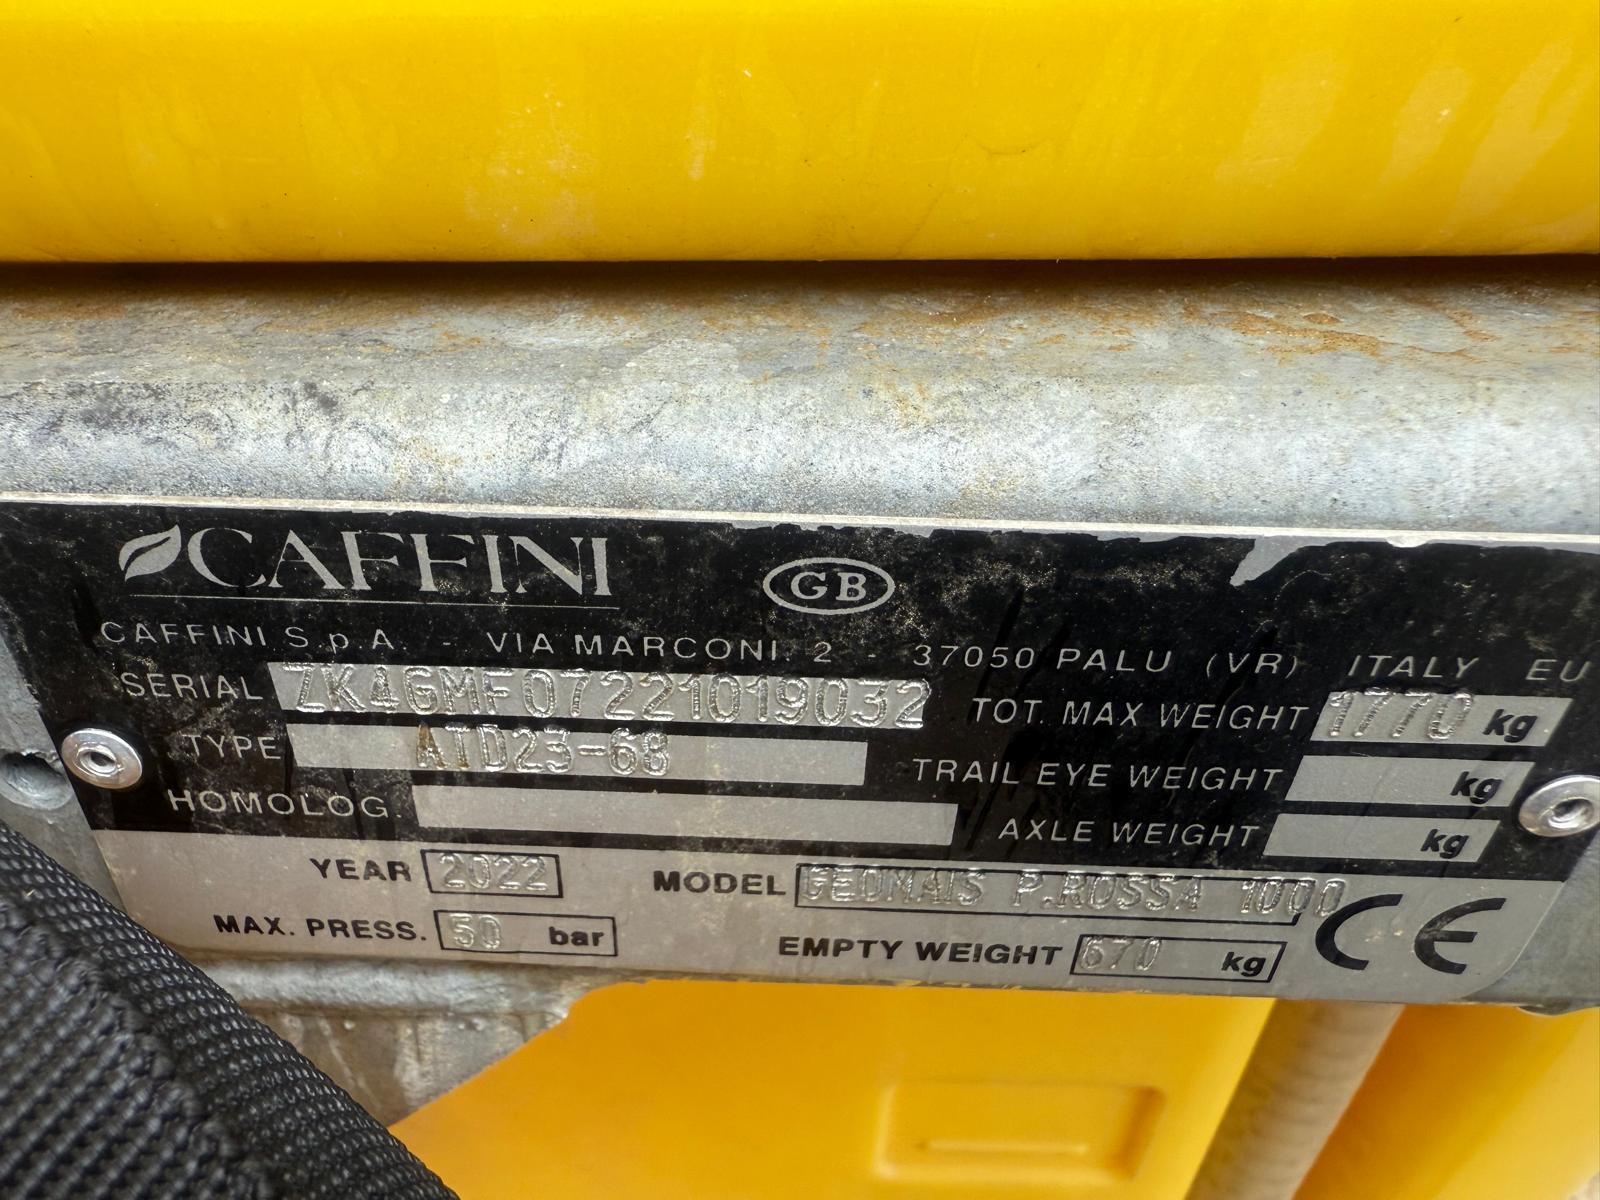 CAFFINI
GB
CAFFINI S.p.A. - VIA MARCONI, 2 - 37050 PALU (VR) ITALY EU
SERIAL ZK4GMF07221019032
TOT. MAX WEIGHT 1770 kg
TYPE ATD23-68
TRAIL EYE WEIGHT kg
HOMOLOG.
AXLE WEIGHT kg
YEAR 2022
MODEL GEOMAIS P.ROSSA 1000
MAX. PRESS. 50 bar
EMPTY WEIGHT 670 kg
CE